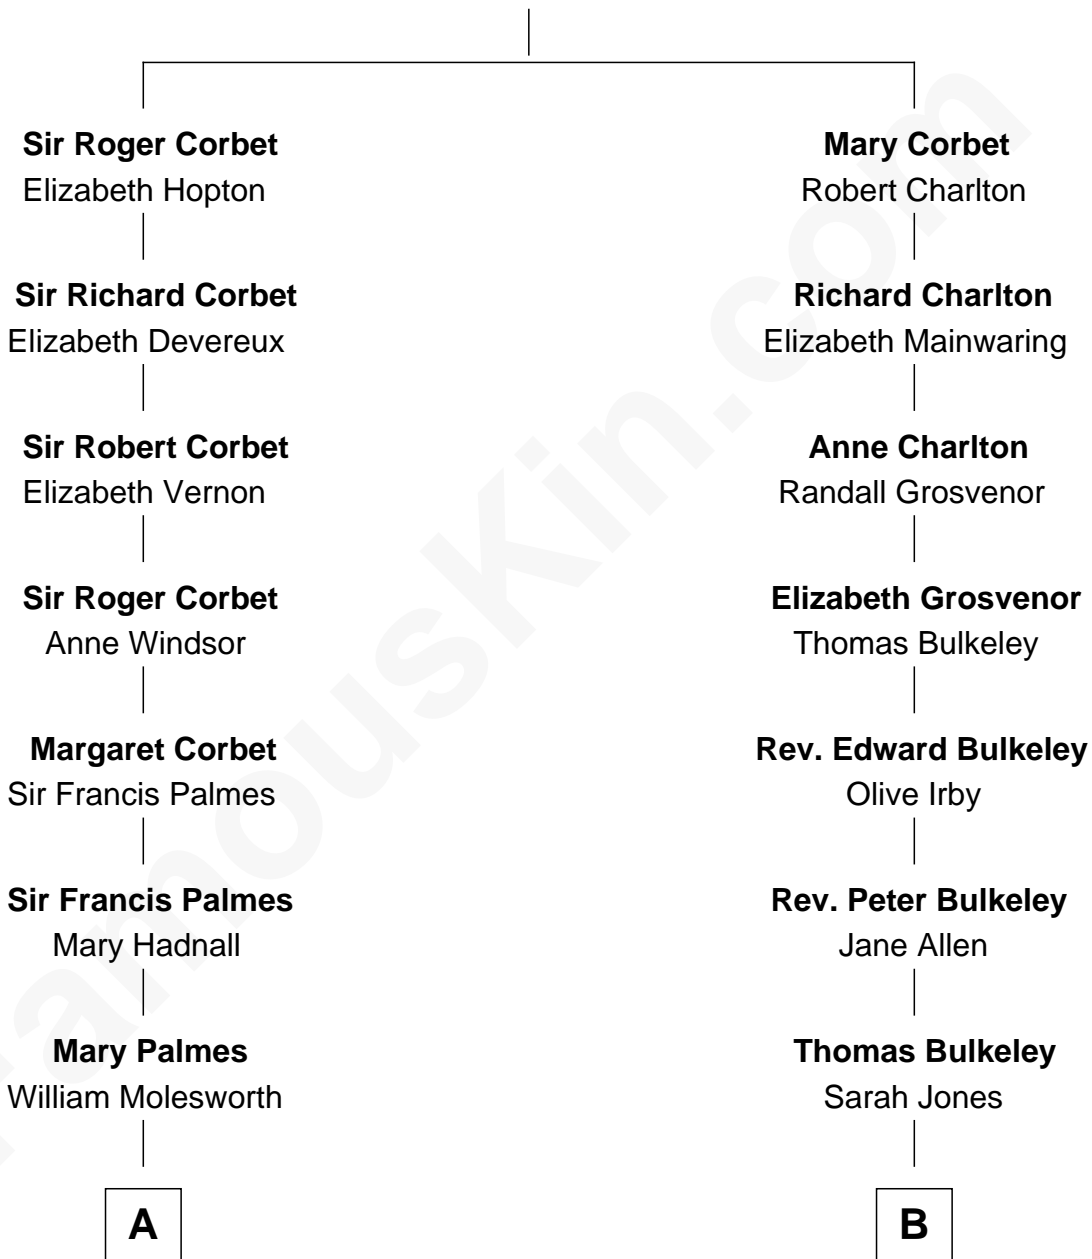 Sir Roger Corbet
Elizabeth Hopton
Sir Richard Corbet
Elizabeth Devereux
Sir Robert Corbet
Elizabeth Vernon
Sir Roger Corbet
Anne Windsor
Margaret Corbet
Sir Francis Palmes
Sir Francis Palmes
Mary Hadnall
Mary Palmes
William Molesworth
A
Mary Corbet
Robert Charlton
Richard Charlton
Elizabeth Mainwaring
Anne Charlton
Randall Grosvenor
Elizabeth Grosvenor
Thomas Bulkeley
Rev. Edward Bulkeley
Olive Irby
Rev. Peter Bulkeley
Jane Allen
Thomas Bulkeley
Sarah Jones
B
FamousKin.com